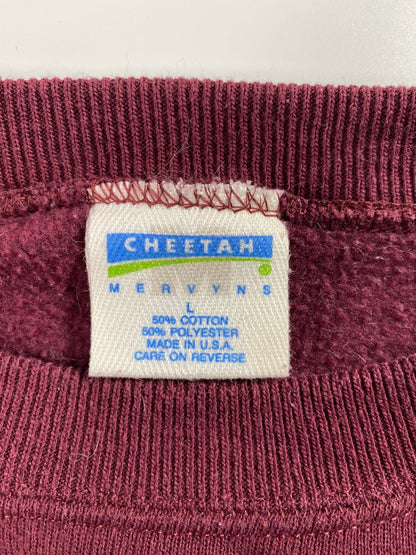 CHEETAH
MERVYNS
L
50% COTTON
50% POLYESTER
MADE IN U.S.A.
CARE ON REVERSE